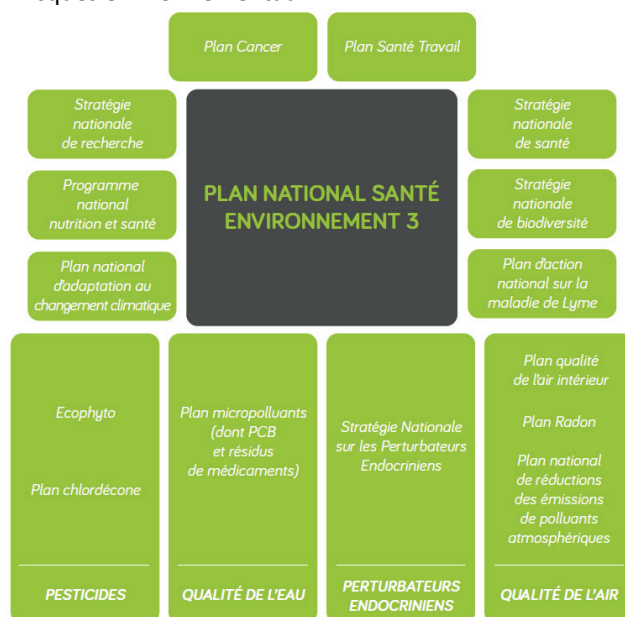 Plan Cancer
Plan Santé Travail
Stratégie
nationale
de recherche
Programme
national
nutrition et santé
Plan national
d'adaptation au
changement climatique
PLAN NATIONAL SANTÉ
ENVIRONNEMENT 3
Stratégie
nationale
de santé
Stratégie
nationale
de biodiversité
Plan d'action
national sur la
maladie de Lyme
Ecophyto
Plan chlordécone
PESTICIDES
Plan micropolluants
(dont PCB
et résidus
de médicaments)
QUALITÉ DE L'EAU
Stratégie Nationale
sur les Perturbateurs
Endocriniens
PERTURBATEURS
ENDOCRINIENS
Plan qualité
de l'air intérieur
Plan Radon
Plan national
de réductions
des émissions
de polluants
atmosphériques
QUALITÉ DE L'AIR